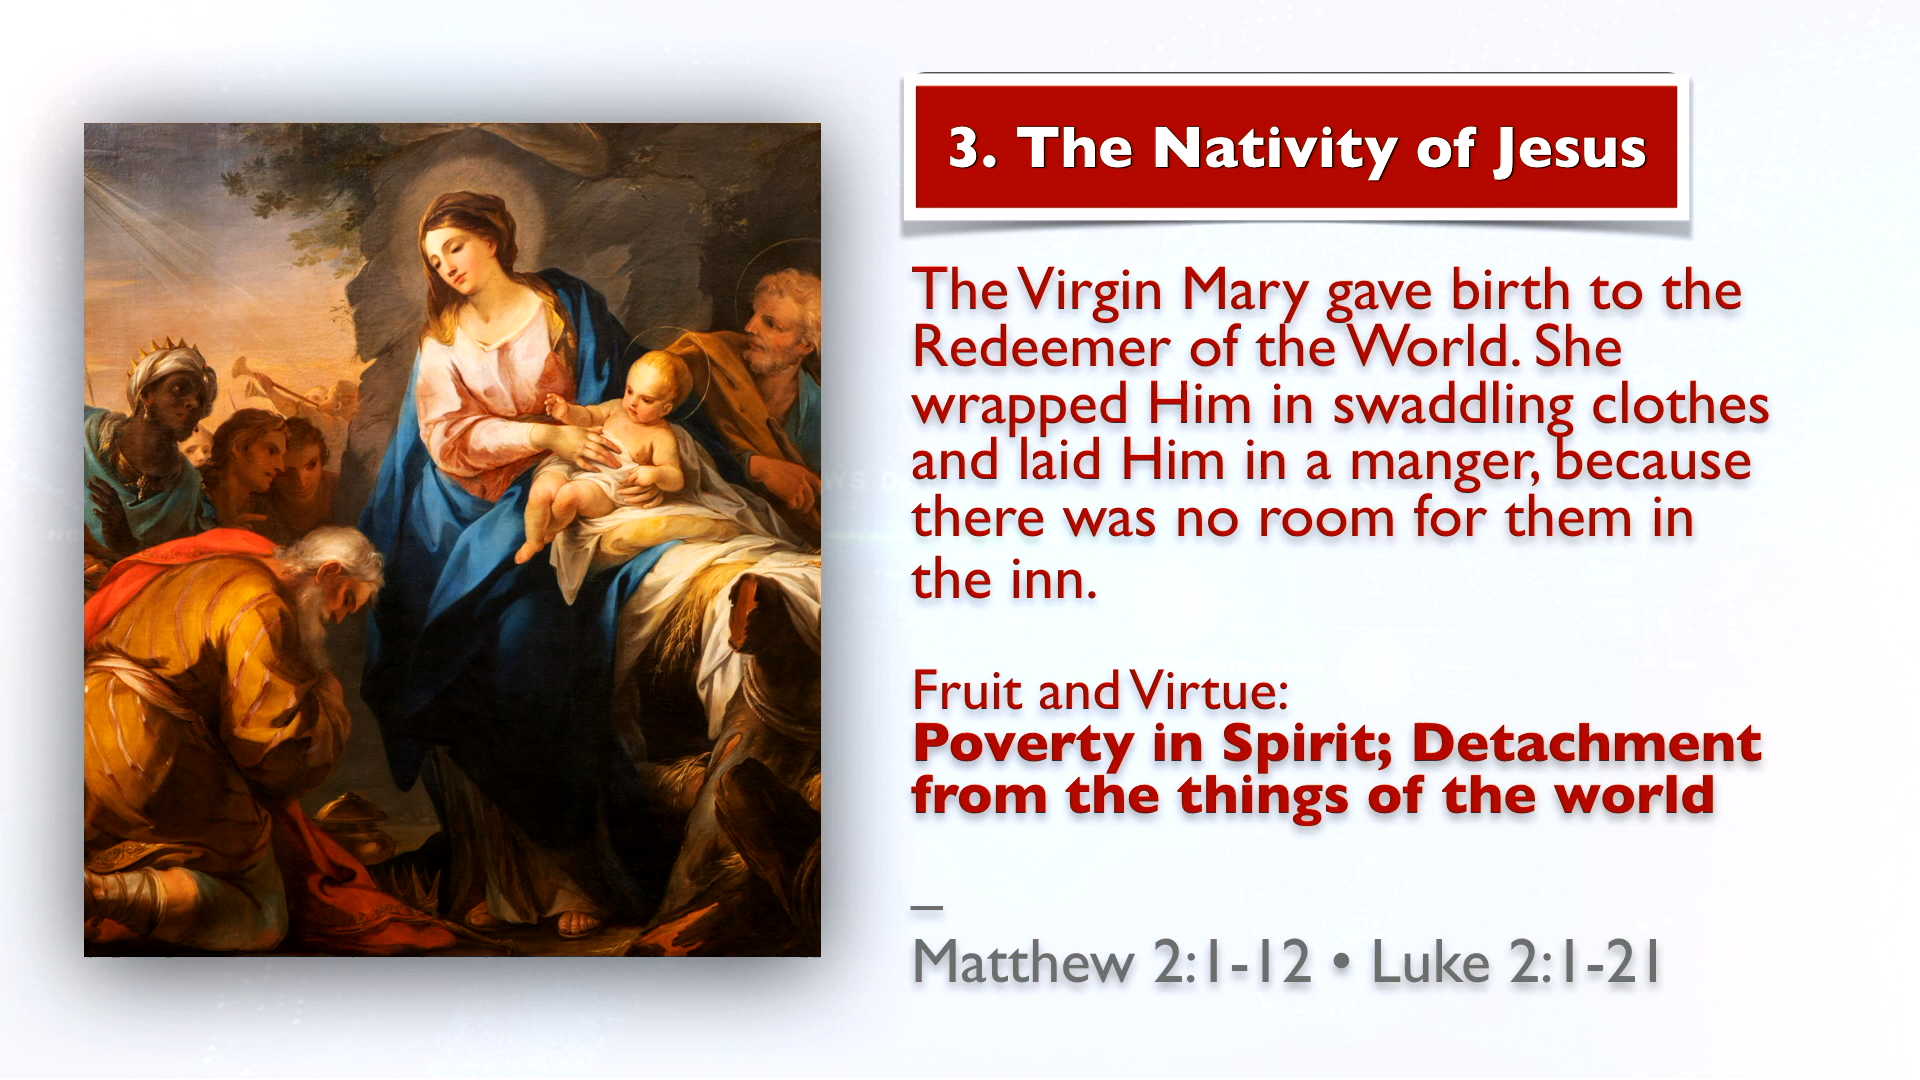 3. The Nativity of Jesus
The Virgin Mary gave birth to the
Redeemer of the World. She
wrapped Him in swaddling clothes
and laid Him in a manger, because
there was no room for them in
the inn.
Fruit and Virtue:
Poverty in Spirit; Detachment
from the things of the world
–
Matthew 2:1-12 • Luke 2:1-21